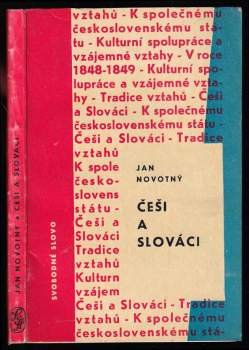 JAN NOVOTNÝ • ČEŠI A SLOVÁCI
SVOBODNÉ SLOVO
vztahů - K společnému
československému stá-
tu - Kulturní spolupráce a
vzájemné vztahy - V roce
1848-1849 - Kulturní spo-
lupráce a vzájemné vzta-
hy - Tradice vztahů - Češi
a Slováci - K společnému
československému státu -
Češi a Slováci - Tradice
vztahů
K spole
česko-
slovens
státu -
Češi a
Slováci
Tradice
vztahů
Kulturn
vzájem
Češi a Slováci - Tradice
vztahů - K společnému
československému stá-
JAN
NOVOTNÝ
ČEŠI
A
SLOVÁCI